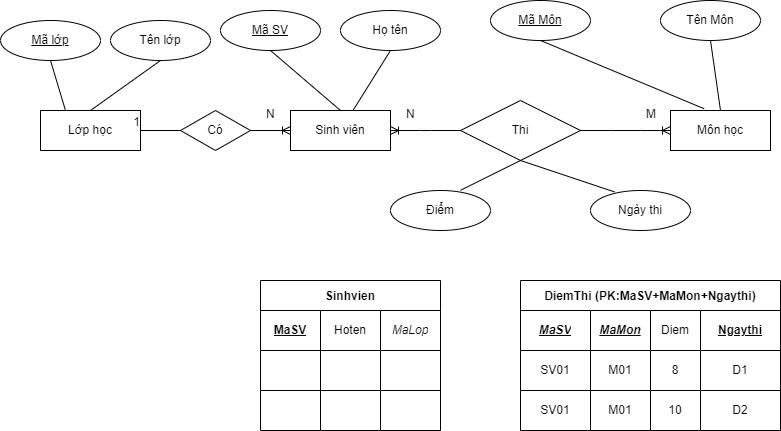 Mã lớp
Tên lớp
Mã SV
Họ tên
Mã Môn
Tên Môn
Lớp học
1
Có
N
Sinh viên
N
Thi
M
Môn học
Điểm
Ngày thi
Sinhvien
MaSV Hoten MaLop
DiemThi (PK:MaSV+MaMon+Ngaythi)
MaSV MaMon Diem Ngaythi
SV01 M01 8 D1
SV01 M01 10 D2